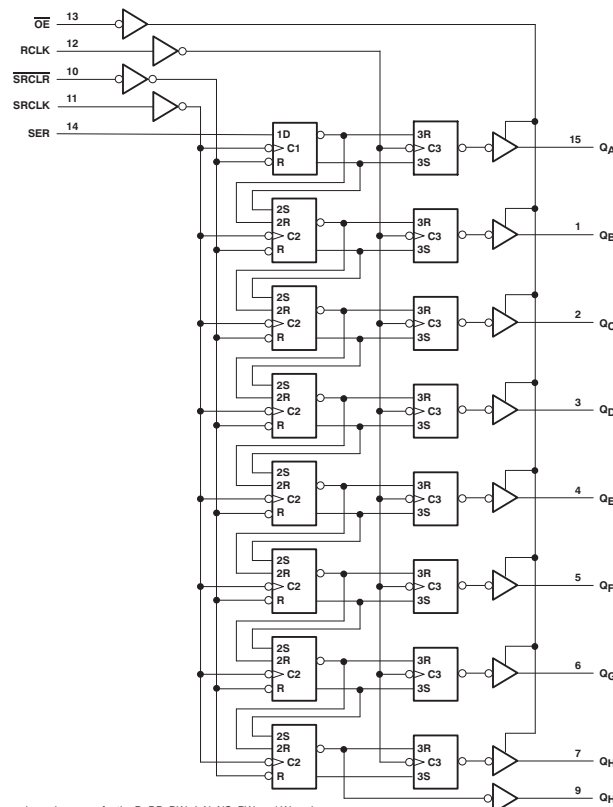 OE 13
RCLK 12
SRCLR 10
SRCLK 11
SER 14
1D 3R
C1 C3 15 QA
R 3S
2S
2R 3R
C2 C3 1 QB
R 3S
2S
2R 3R
C2 C3 2 QC
R 3S
2S
2R 3R
C2 C3 3 QD
R 3S
2S
2R 3R
C2 C3 4 QE
R 3S
2S
2R 3R
C2 C3 5 QF
R 3S
2S
2R 3R
C2 C3 6 QG
R 3S
2S
2R 3R
C2 C3 7 QH
R 3S
9 QH